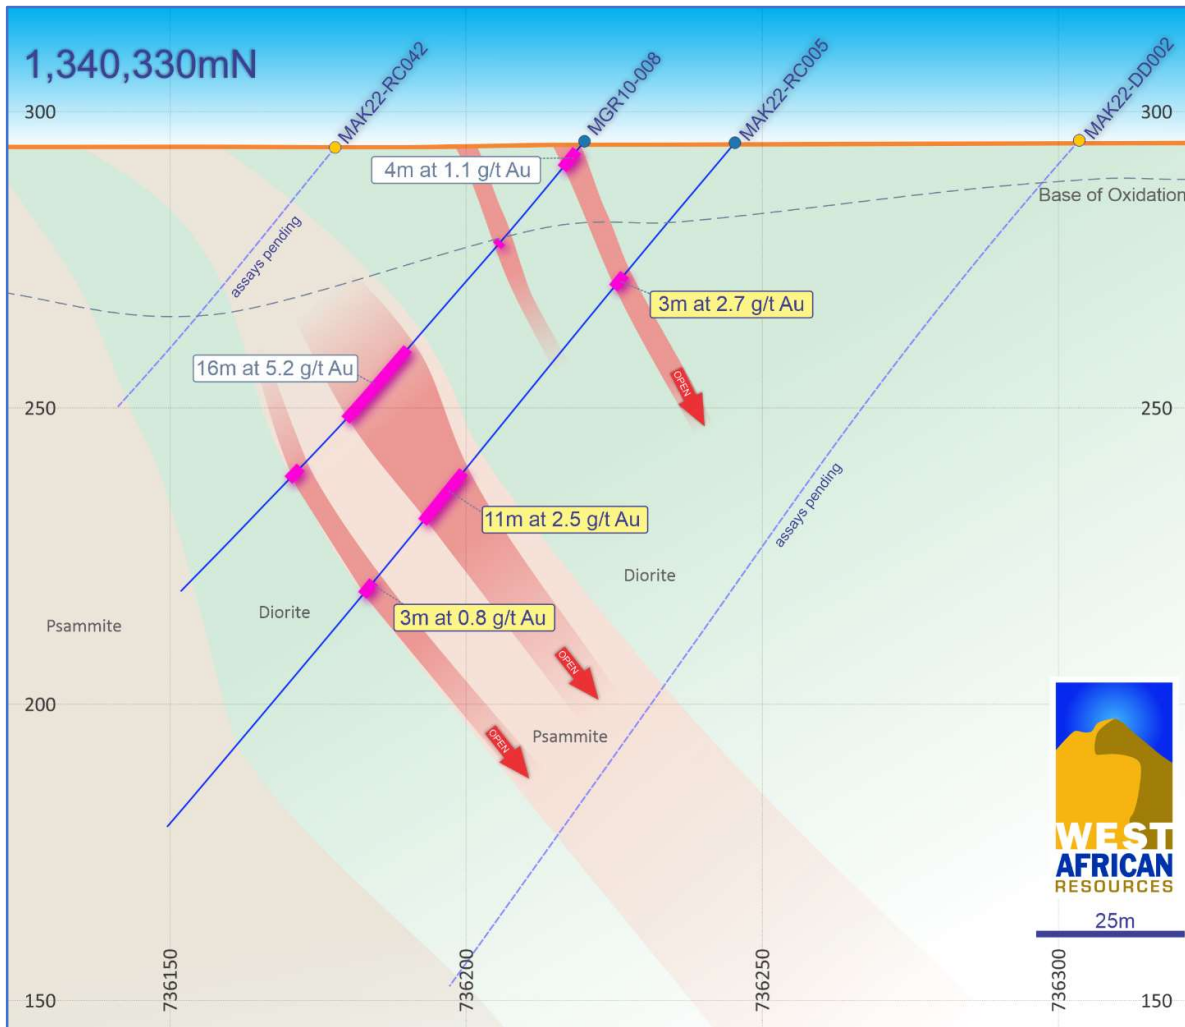 1,340,330mN
MAK22-RC042
MGR10-008
MAK22-RC005
MAK22-DD002
300
300
4m at 1.1 g/t Au
Base of Oxidation
assays pending
3m at 2.7 g/t Au
16m at 5.2 g/t Au
OPEN
250
250
assays pending
11m at 2.5 g/t Au
Diorite
Diorite
3m at 0.8 g/t Au
Psammite
OPEN
200
Psammite
OPEN
WEST
AFRICAN
RESOURCES
25m
736150
736200
736250
736300
150
150